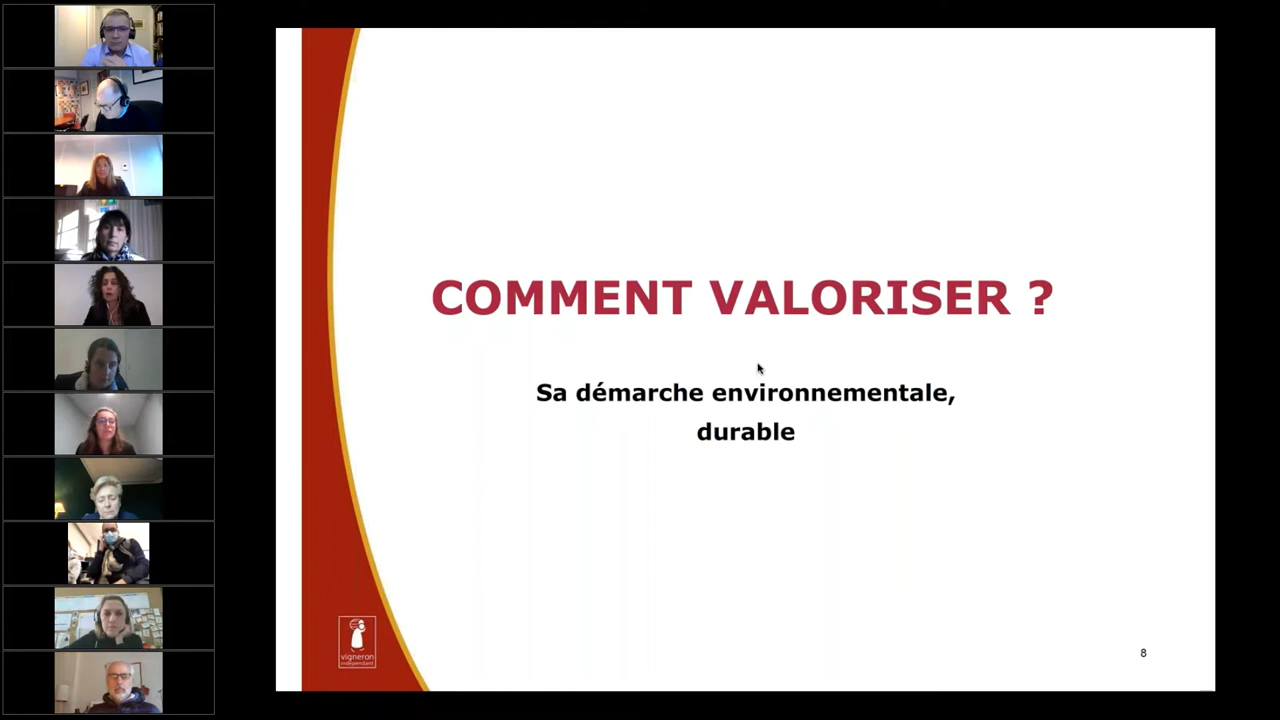 COMMENT VALORISER ?
Sa démarche environnementale,
durable
vigneron
indépendant
8